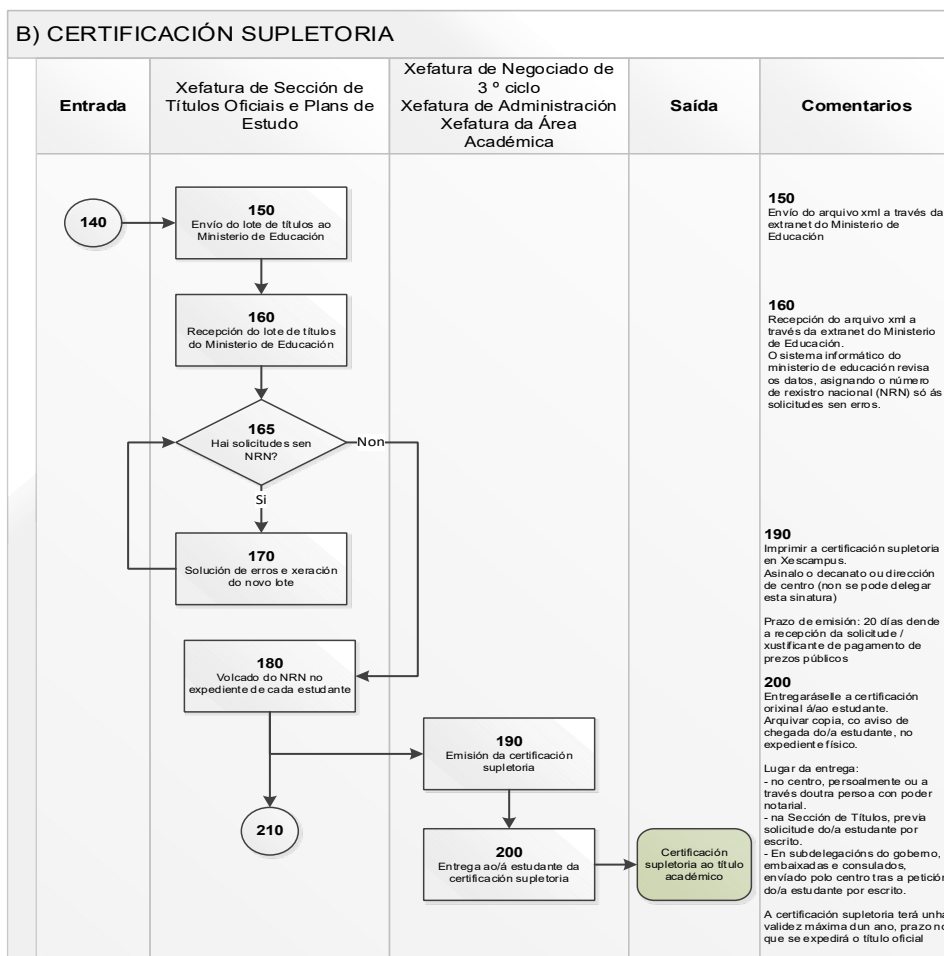 B) CERTIFICACIÓN SUPLETORIA
Entrada
Xefatura de Sección de
Títulos Oficiais e Plans de
Estudo
Xefatura de Negociado de
3 º ciclo
Xefatura de Administración
Xefatura da Área
Académica
Saída
Comentarios
140
150
Envío do lote de títulos ao
Ministerio de Educación
160
Recepción do lote de títulos
do Ministerio de Educación
165
Hai solicitudes sen
NRN?
Non
Si
170
Solución de erros e xeración
do novo lote
180
Volcado do NRN no
expediente de cada estudante
190
Emisión da certificación
supletoria
210
200
Entrega ao/á estudante da
certificación supletoria
Certificación
supletoria ao título
académico
150
Envío do arquivo xml a través da
extranet do Ministerio de
Educación
160
Recepción do arquivo xml a
través da extranet do Ministerio
de Educación.
O sistema informático do
ministerio de educación revisa
os datos, asignando o número
de rexistro nacional (NRN) só ás
solicitudes sen erros.
190
Imprimir a certificación supletoria
en Xescampus.
Asinalo o decanato ou dirección
de centro (non se pode delegar
esta sinatura)
Prazo de emisión: 20 días dende
a recepción da solicitude /
xustificante de pagamento de
prezos públicos
200
Entregaráselle a certificación
orixinal á/ao estudante.
Arquivar copia, co aviso de
chegada do/a estudante, no
expediente físico.
Lugar da entrega:
- no centro, persoalmente ou a
través doutra persoa con poder
notarial.
- na Sección de Títulos, previa
solicitude do/a estudante por
escrito.
- En subdelegacións do goberno,
embaixadas e consulados,
envíado polo centro tras a petición
do/a estudante por escrito.
A certificación supletoria terá unha
validez máxima dun ano, prazo no
que se expedirá o título oficial